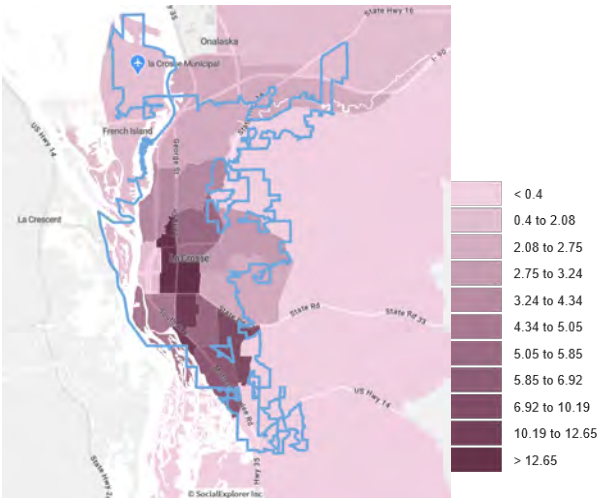 State Hwy 16
Onalaska
la Crosse Municipal
I- 90
French Island
US Hwy 14
George St
La Crescent
La Crosse
State Rd
State Rd 33
US Hwy 14
Hwy 35
© SocialExplorer Inc
< 0.4
0.4 to 2.08
2.08 to 2.75
2.75 to 3.24
3.24 to 4.34
4.34 to 5.05
5.05 to 5.85
5.85 to 6.92
6.92 to 10.19
10.19 to 12.65
> 12.65